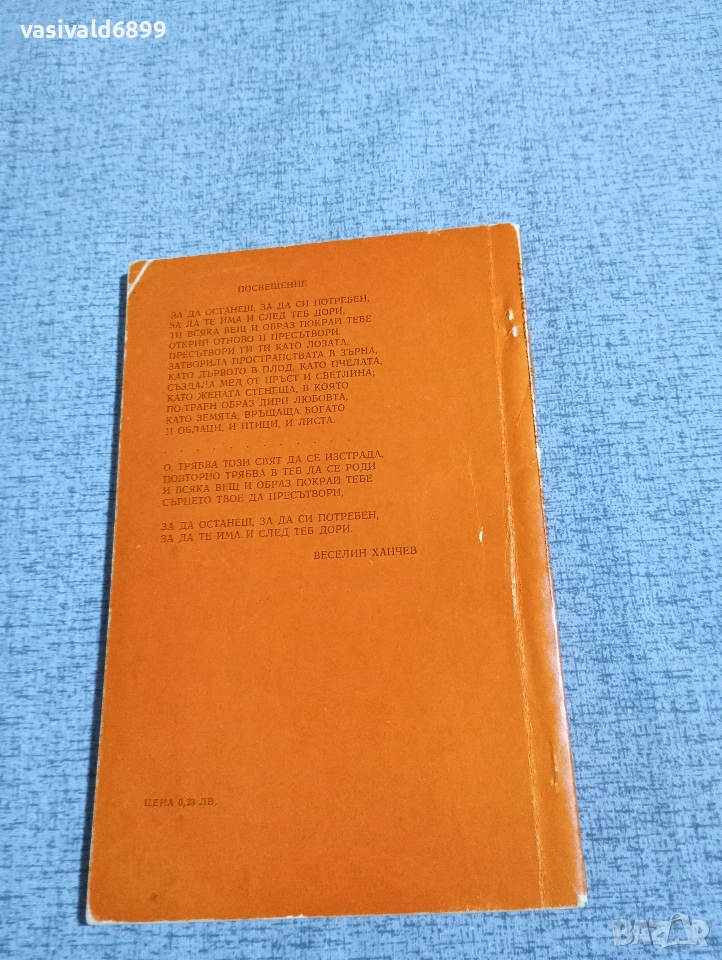 vasivald6899
ПОСВЕЩЕНИЕ
ЗА ДА ОСТАНЕШ, ЗА ДА СИ ПОТРЕБЕН,
ЗА ДА ТЕ ИМА И СЛЕД ТЕБ ДОРИ,
ТИ ВСЯКА ВЕЩ И ОБРАЗ ПОКРАЙ ТЕБЕ
ОТКРИЙ ОТНОВО И ПРЕСЪТВОРИ.
ПРЕСЪТВОРИ ГИ ТИ КАТО ЛОЗАТА,
ЗАТВОРИЛА ПРОСТРАНСТВАТА В ЗЪРНА,
КАТО ДЪРВОТО В ПЛОД, КАТО ПЧЕЛАТА,
СЪЗДАЛА МЕД ОТ ПРЪСТ И СВЕТЛИНА;
КАТО ЖЕНАТА СТЕНЕЩА, В КОЯТО
ПО-ТРАЕН ОБРАЗ ДИРИ ЛЮБОВТА,
КАТО ЗЕМЯТА, ВРЪЩАЩА БОГАТО
И ОБЛАЦИ, И ПТИЦИ, И ЛИСТА.
. . . . . . . . . . . . .
О, ТРЯБВА ТОЗИ СВЯТ ДА СЕ ИЗСТРАДА,
ПОВТОРНО ТРЯБВА В ТЕБ ДА СЕ РОДИ
И ВСЯКА ВЕЩ И ОБРАЗ ПОКРАЙ ТЕБЕ
СЪРЦЕТО ТВОЕ ДА ПРЕСЪТВОРИ,
ЗА ДА ОСТАНЕШ, ЗА ДА СИ ПОТРЕБЕН,
ЗА ДА ТЕ ИМА И СЛЕД ТЕБ ДОРИ.
ВЕСЕЛИН ХАНЧЕВ
ЦЕНА 0,23 ЛВ.
BAZAR